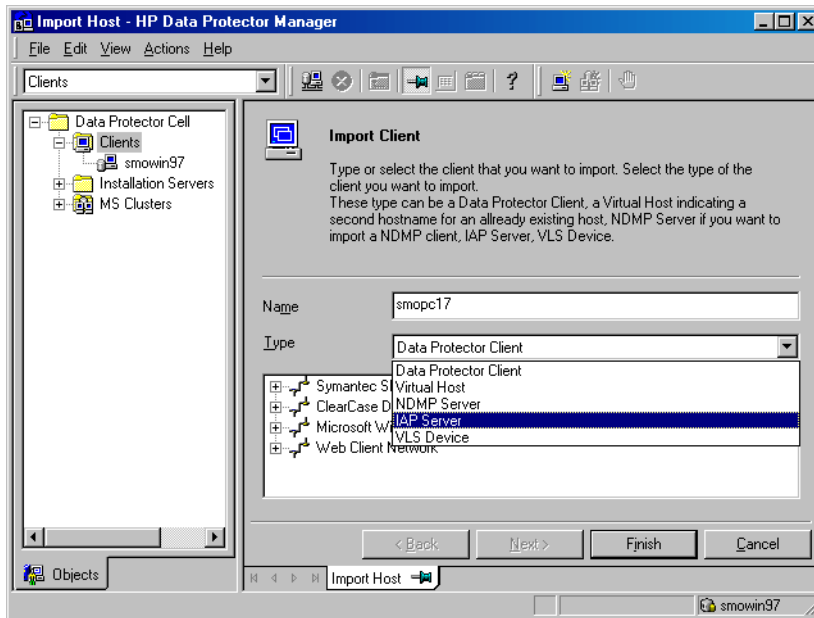 Import Host - HP Data Protector Manager
File Edit View Actions Help
Clients
Data Protector Cell
Clients
smowin97
Installation Servers
MS Clusters
Objects
Import Client
Type or select the client that you want to import. Select the type of the
client you want to import.
These type can be a Data Protector Client, a Virtual Host indicating a
second hostname for an allready existing host, NDMP Server if you want to
import a NDMP client, IAP Server, VLS Device.
Name smopc17
Type Data Protector Client
Data Protector Client
Virtual Host
NDMP Server
IAP Server
VLS Device
Symantec
ClearCase
Microsoft
Web Client Network
< Back Next > Finish Cancel
Import Host
smowin97